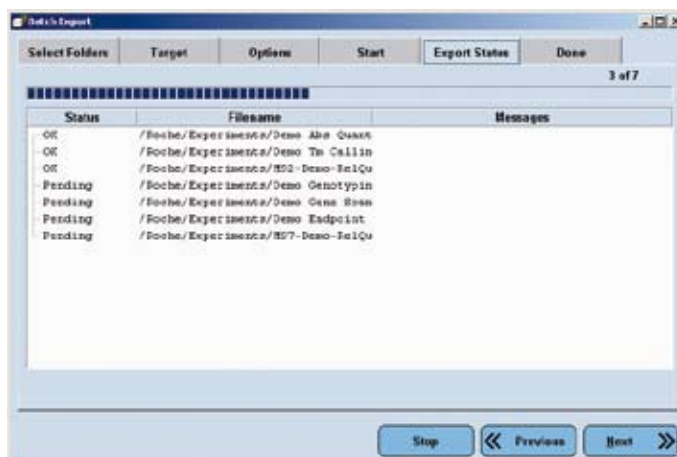 Batch Export
Select Folders Target Options Start Export Status Done
3 of 7
Status Filename Messages
OK /Roche/Experiments/Demo Abs Quant
OK /Roche/Experiments/Demo Tm Callin
OK /Roche/Experiments/MS2-Demo-RelQu
Pending /Roche/Experiments/Demo Genotypin
Pending /Roche/Experiments/Demo Gene Scan
Pending /Roche/Experiments/Demo Endpoint
Pending /Roche/Experiments/MS7-Demo-RelQu
Stop Previous Next